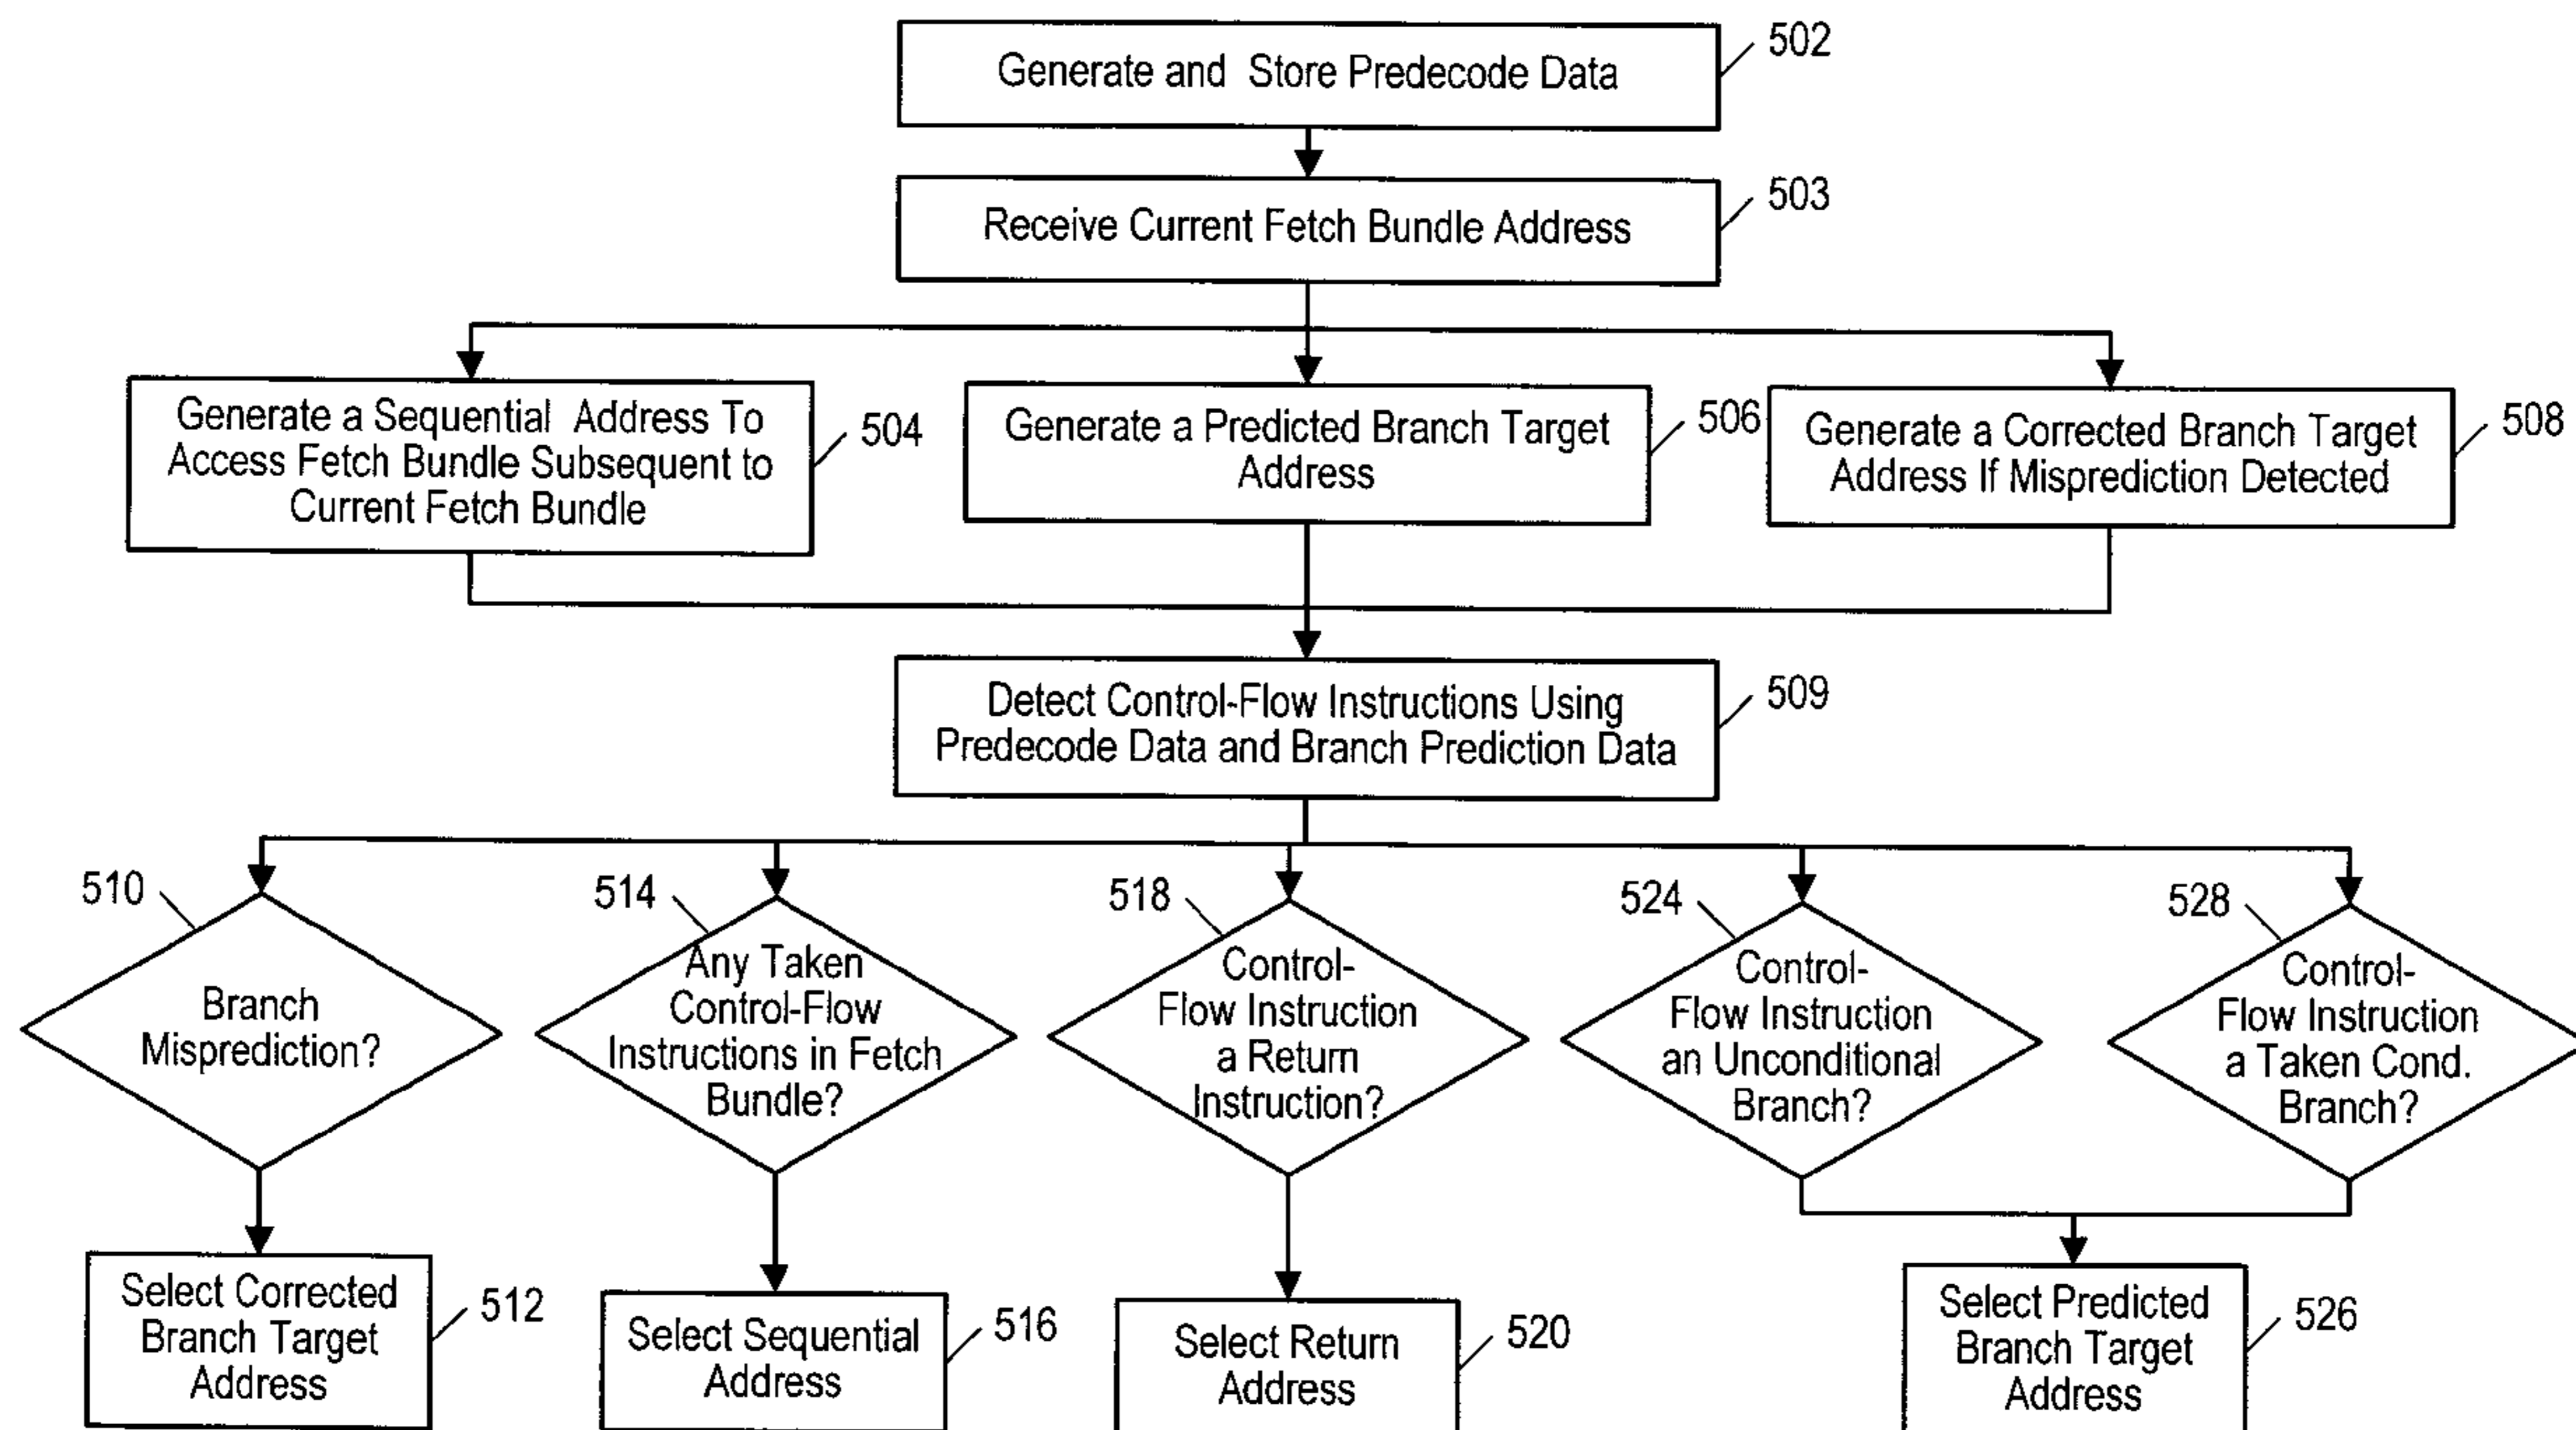 Generate and Store Predecode Data
502
Receive Current Fetch Bundle Address
503
Generate a Sequential Address To
Access Fetch Bundle Subsequent to
Current Fetch Bundle
504
Generate a Predicted Branch Target
Address
506
Generate a Corrected Branch Target
Address If Misprediction Detected
508
Detect Control-Flow Instructions Using
Predecode Data and Branch Prediction Data
509
510
Branch
Misprediction?
514
Any Taken
Control-Flow
Instructions in Fetch
Bundle?
518
Control-
Flow Instruction
a Return
Instruction?
524
Control-
Flow Instruction
an Unconditional
Branch?
528
Control-
Flow Instruction
a Taken Cond.
Branch?
Select Corrected
Branch Target
Address
512
Select Sequential
Address
516
Select Return
Address
520
Select Predicted
Branch Target
Address
526